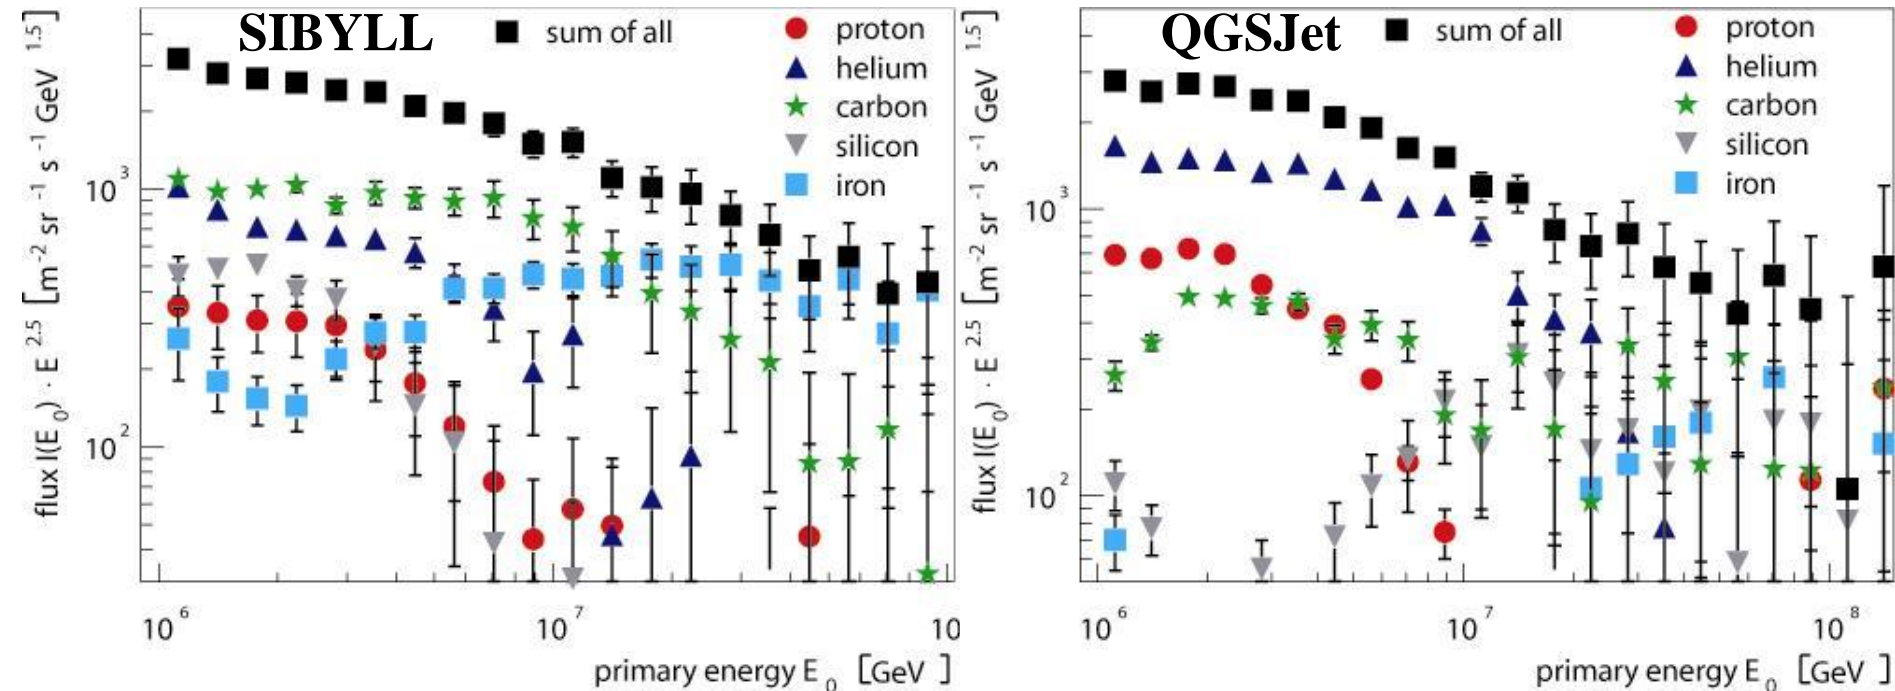 SIBYLL
sum of all
proton
helium
carbon
silicon
iron
flux I(E₀) · E ^2.5 [m⁻² sr⁻¹ s⁻¹ GeV ^1.5]
10³
10²
10⁶
10⁷
10
primary energy E₀ [GeV]
QGSJet
sum of all
proton
helium
carbon
silicon
iron
flux I(E₀) · E ^2.5 [m⁻² sr⁻¹ s⁻¹ GeV ^1.5]
10³
10²
10⁶
10⁷
10⁸
primary energy E₀ [GeV]